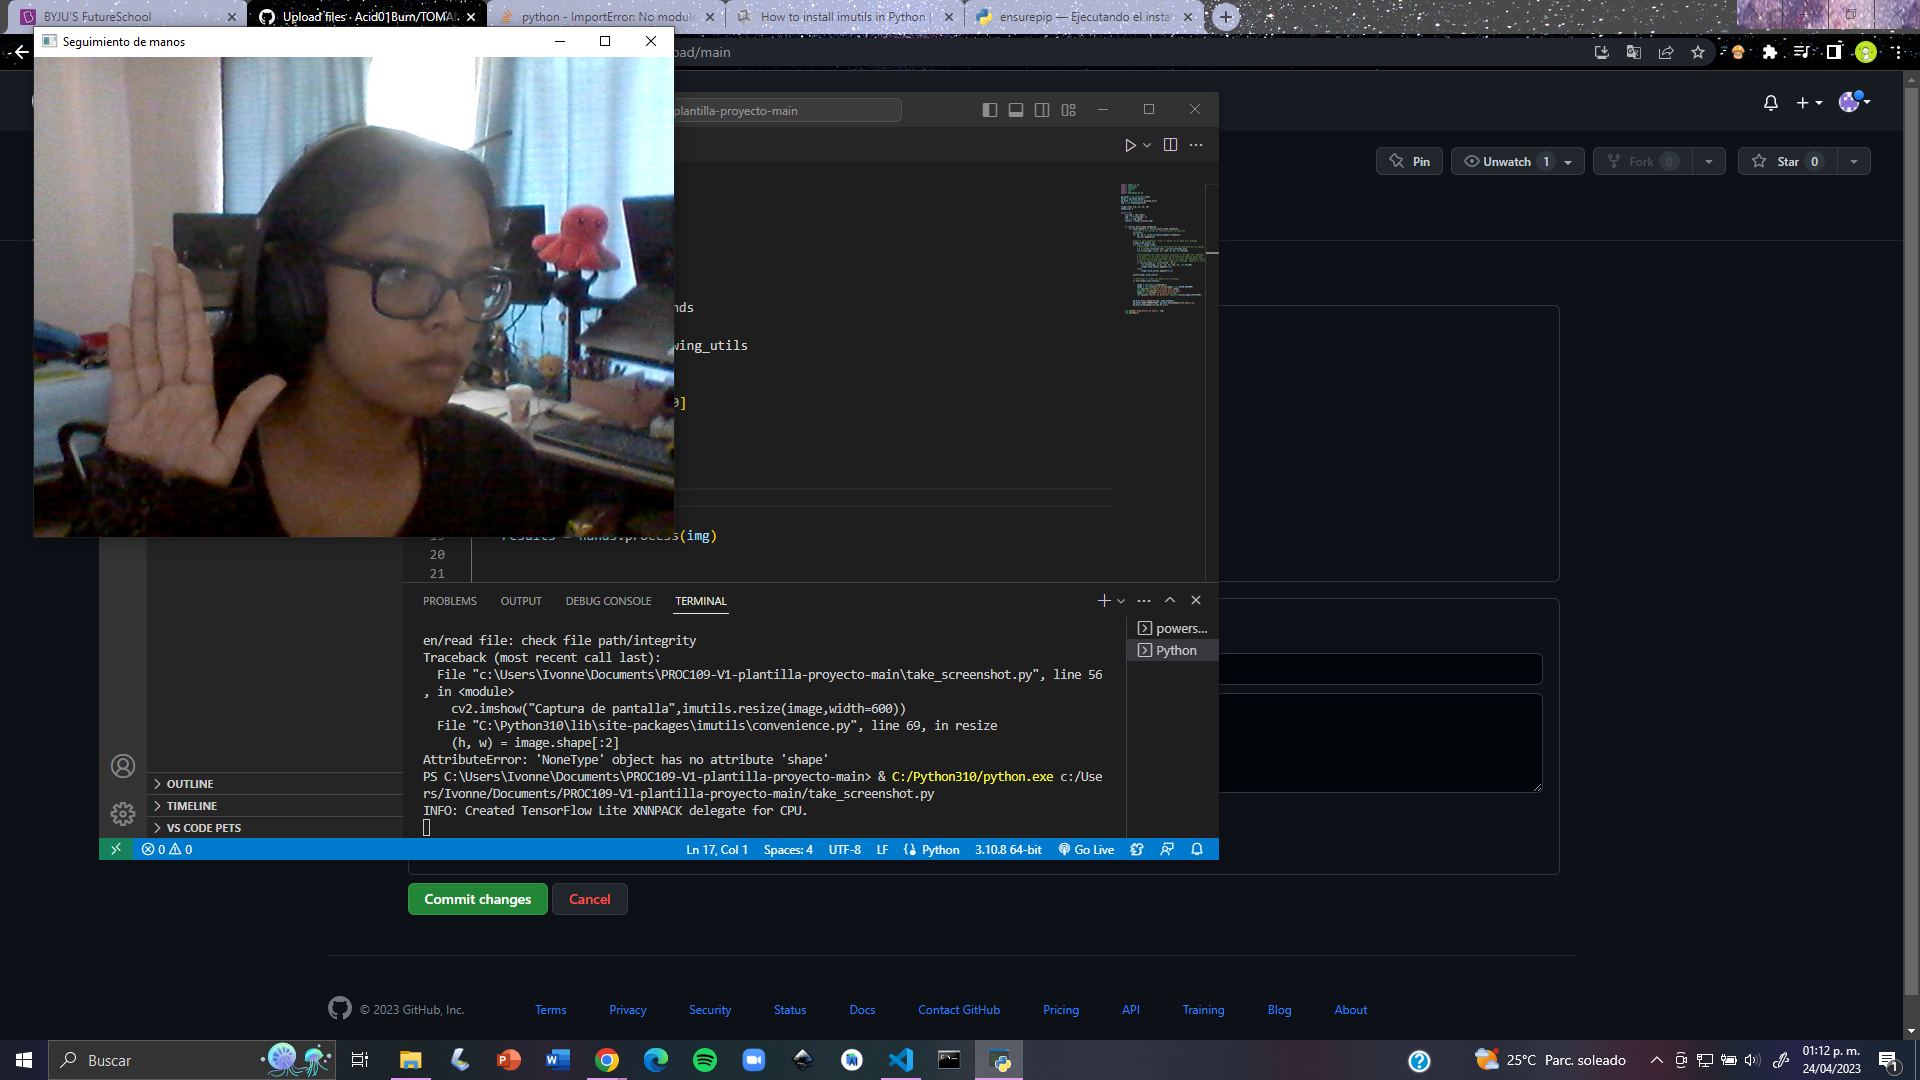 BYJU'S FutureSchool
Upload files · Acid01Burn/TOMA
python - ImportError: No module
How to install imutils in Python
ensurepip — Ejecutando el insta
Seguimiento de manos
oad/main
plantilla-proyecto-main
Pin
Unwatch 1
Fork 0
Star 0
nds
wing_utils
0]
results = hands.process(img)
20
21
PROBLEMS
OUTPUT
DEBUG CONSOLE
TERMINAL
powers...
Python
en/read file: check file path/integrity
Traceback (most recent call last):
File "c:\Users\Ivonne\Documents\PROC109-V1-plantilla-proyecto-main\take_screenshot.py", line 56
, in <module>
cv2.imshow("Captura de pantalla",imutils.resize(image,width=600))
File "C:\Python310\lib\site-packages\imutils\convenience.py", line 69, in resize
(h, w) = image.shape[:2]
AttributeError: 'NoneType' object has no attribute 'shape'
PS C:\Users\Ivonne\Documents\PROC109-V1-plantilla-proyecto-main> & C:/Python310/python.exe c:/Use
rs/Ivonne/Documents/PROC109-V1-plantilla-proyecto-main/take_screenshot.py
INFO: Created TensorFlow Lite XNNPACK delegate for CPU.
OUTLINE
TIMELINE
VS CODE PETS
0 0
Ln 17, Col 1
Spaces: 4
UTF-8
LF
Python
3.10.8 64-bit
Go Live
Commit changes
Cancel
© 2023 GitHub, Inc.
Terms
Privacy
Security
Status
Docs
Contact GitHub
Pricing
API
Training
Blog
About
Buscar
25°C Parc. soleado
01:12 p. m.
24/04/2023
1